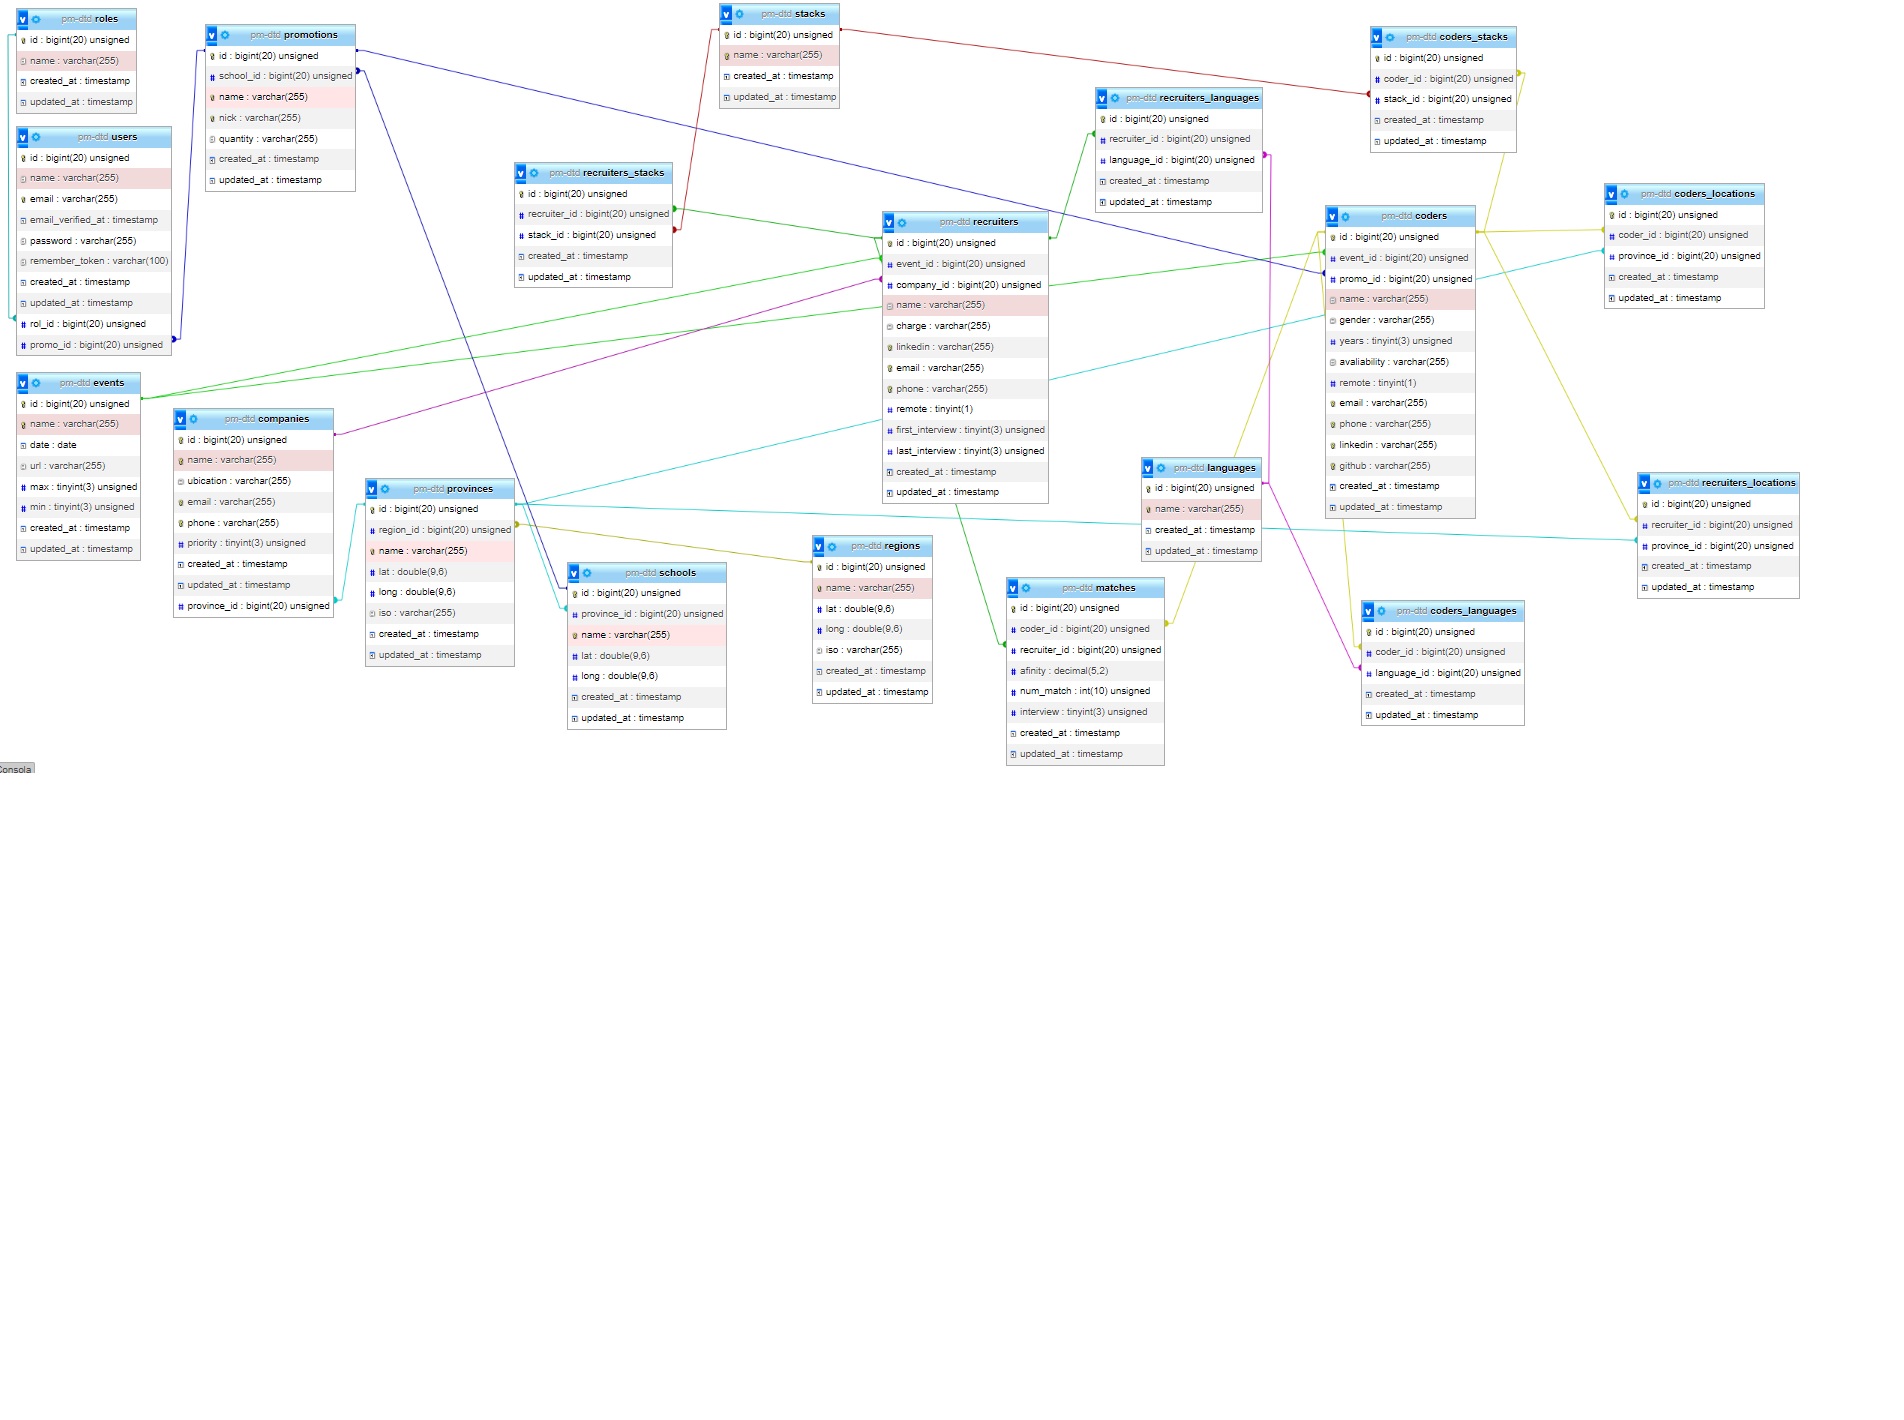 pm-dtd roles
id : bigint(20) unsigned
name : varchar(255)
created_at : timestamp
updated_at : timestamp
pm-dtd users
id : bigint(20) unsigned
name : varchar(255)
email : varchar(255)
email_verified_at : timestamp
password : varchar(255)
remember_token : varchar(100)
created_at : timestamp
updated_at : timestamp
rol_id : bigint(20) unsigned
promo_id : bigint(20) unsigned
pm-dtd events
id : bigint(20) unsigned
name : varchar(255)
date : date
url : varchar(255)
max : tinyint(3) unsigned
min : tinyint(3) unsigned
created_at : timestamp
updated_at : timestamp
pm-dtd promotions
id : bigint(20) unsigned
school_id : bigint(20) unsigned
name : varchar(255)
nick : varchar(255)
quantity : varchar(255)
created_at : timestamp
updated_at : timestamp
pm-dtd companies
id : bigint(20) unsigned
name : varchar(255)
ubication : varchar(255)
email : varchar(255)
phone : varchar(255)
priority : tinyint(3) unsigned
created_at : timestamp
updated_at : timestamp
province_id : bigint(20) unsigned
pm-dtd provinces
id : bigint(20) unsigned
region_id : bigint(20) unsigned
name : varchar(255)
lat : double(9,6)
long : double(9,6)
iso : varchar(255)
created_at : timestamp
updated_at : timestamp
pm-dtd stacks
id : bigint(20) unsigned
name : varchar(255)
created_at : timestamp
updated_at : timestamp
pm-dtd recruiters_stacks
id : bigint(20) unsigned
recruiter_id : bigint(20) unsigned
stack_id : bigint(20) unsigned
created_at : timestamp
updated_at : timestamp
pm-dtd schools
id : bigint(20) unsigned
province_id : bigint(20) unsigned
name : varchar(255)
lat : double(9,6)
long : double(9,6)
created_at : timestamp
updated_at : timestamp
pm-dtd recruiters
id : bigint(20) unsigned
event_id : bigint(20) unsigned
company_id : bigint(20) unsigned
name : varchar(255)
charge : varchar(255)
linkedin : varchar(255)
email : varchar(255)
phone : varchar(255)
remote : tinyint(1)
first_interview : tinyint(3) unsigned
last_interview : tinyint(3) unsigned
created_at : timestamp
updated_at : timestamp
pm-dtd regions
id : bigint(20) unsigned
name : varchar(255)
lat : double(9,6)
long : double(9,6)
iso : varchar(255)
created_at : timestamp
updated_at : timestamp
pm-dtd recruiters_languages
id : bigint(20) unsigned
recruiter_id : bigint(20) unsigned
language_id : bigint(20) unsigned
created_at : timestamp
updated_at : timestamp
pm-dtd languages
id : bigint(20) unsigned
name : varchar(255)
created_at : timestamp
updated_at : timestamp
pm-dtd matches
id : bigint(20) unsigned
coder_id : bigint(20) unsigned
recruiter_id : bigint(20) unsigned
afinity : decimal(5,2)
num_match : int(10) unsigned
interview : tinyint(3) unsigned
created_at : timestamp
updated_at : timestamp
pm-dtd coders_stacks
id : bigint(20) unsigned
coder_id : bigint(20) unsigned
stack_id : bigint(20) unsigned
created_at : timestamp
updated_at : timestamp
pm-dtd coders
id : bigint(20) unsigned
event_id : bigint(20) unsigned
promo_id : bigint(20) unsigned
name : varchar(255)
gender : varchar(255)
years : tinyint(3) unsigned
avaliability : varchar(255)
remote : tinyint(1)
email : varchar(255)
phone : varchar(255)
linkedin : varchar(255)
github : varchar(255)
created_at : timestamp
updated_at : timestamp
pm-dtd coders_languages
id : bigint(20) unsigned
coder_id : bigint(20) unsigned
language_id : bigint(20) unsigned
created_at : timestamp
updated_at : timestamp
pm-dtd coders_locations
id : bigint(20) unsigned
coder_id : bigint(20) unsigned
province_id : bigint(20) unsigned
created_at : timestamp
updated_at : timestamp
pm-dtd recruiters_locations
id : bigint(20) unsigned
recruiter_id : bigint(20) unsigned
province_id : bigint(20) unsigned
created_at : timestamp
updated_at : timestamp
Consola